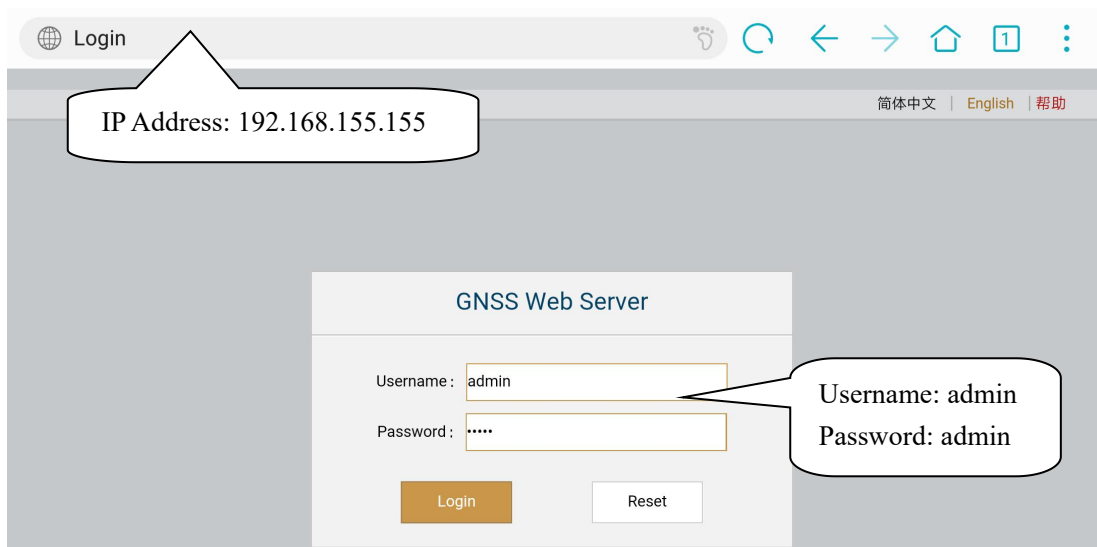 Login
1
IP Address: 192.168.155.155
简体中文 | English | 帮助
GNSS Web Server
Username: admin
Password: •••••
Username: admin
Password: admin
Login
Reset